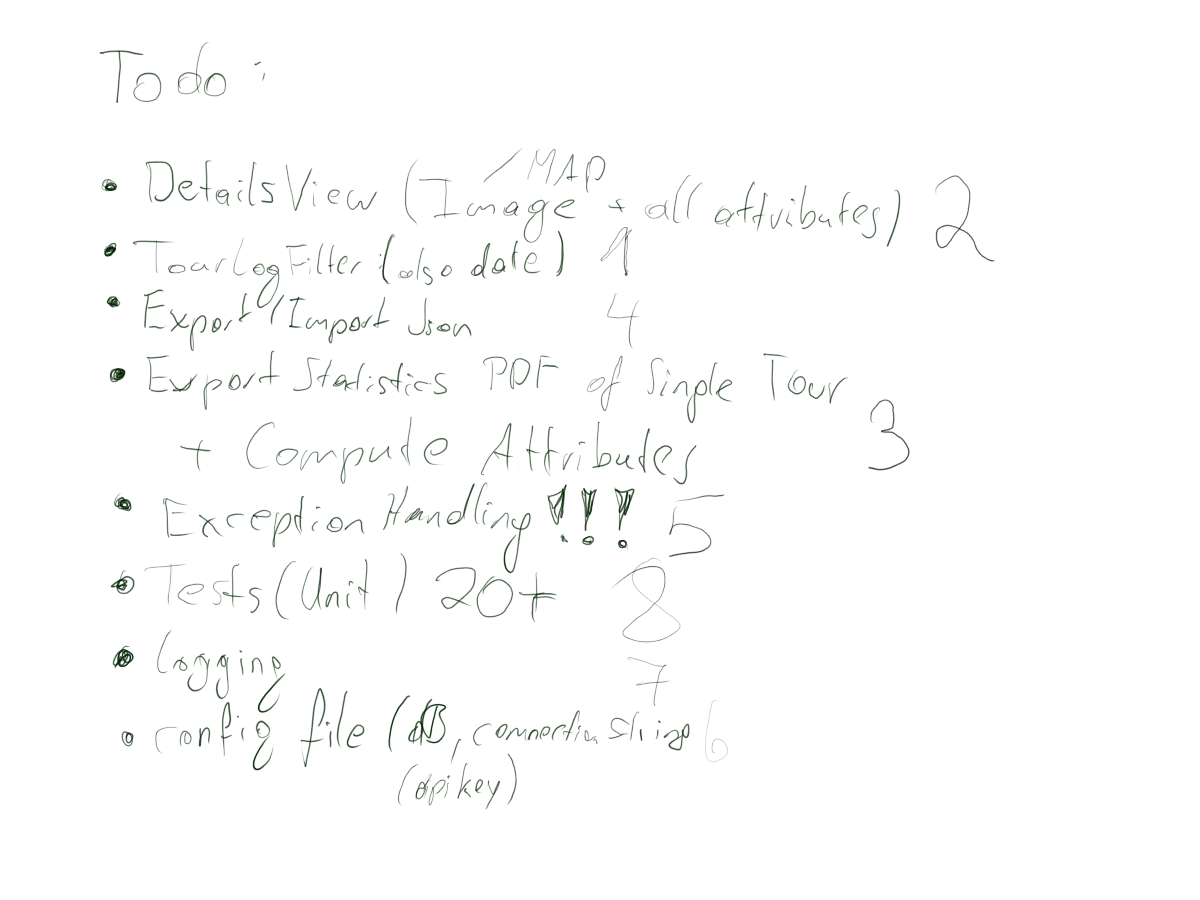 Todo :
• DetailsView (Image /MAP + all attributes) 2
• TourLogFilter (also date) 1
• Export/Import Json 4
• Export Statistics PDF of Single Tour
+ Compute Attributes 3
• Exception Handling !!! 5
• Tests (Unit) 20+ 8
• Logging 7
• config file (dB, connection string 6
(api key)